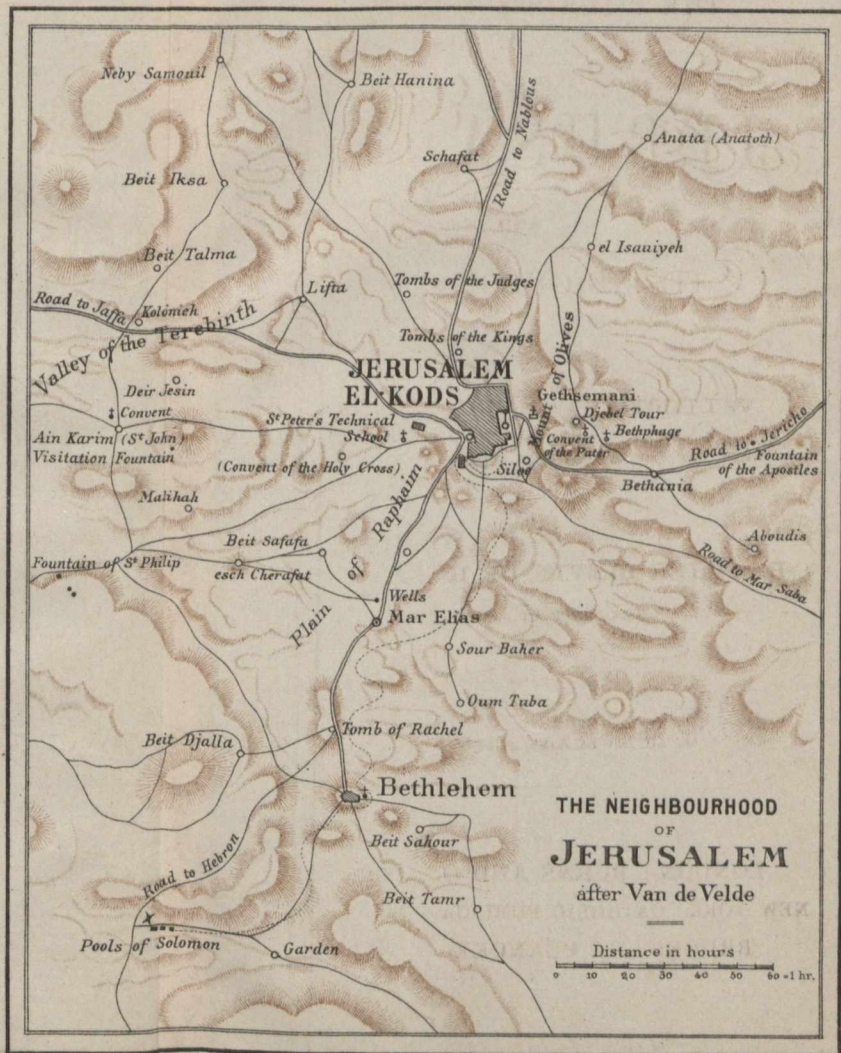 Neby Samouil
Beit Hanina
Road to Nablous
Anata (Anatoth)
Schafat
Beit Iksa
el Isauiyeh
Beit Talma
Tombs of the Judges
Lifta
Road to Jaffa
Kolônieh
Valley of the Terebinth
Tombs of the Kings
Mount of Olives
JERUSALEM
EL-KODS
Deir Jesin
Gethsemani
Djebel Tour
Convent
St Peter's Technical
School
Convent
of the Pater
Bethphage
Road to Jericho
Ain Karim (St John)
Visitation Fountain
(Convent of the Holy Cross)
Siloe
Fountain
of the Apostles
Bethania
Malihah
Plain of Raphaim
Beit Safafa
Aboudis
Fountain of St Philip
esch Cherafat
Road to Mar Saba
Wells
Mar Elias
Sour Baher
Oum Tuba
Beit Djalla
Tomb of Rachel
Bethlehem
Road to Hebron
Beit Sahour
Beit Tamr
Pools of Solomon
Garden
THE NEIGHBOURHOOD
OF
JERUSALEM
after Van de Velde
Distance in hours
0 10 20 30 40 50 60 = 1 hr.